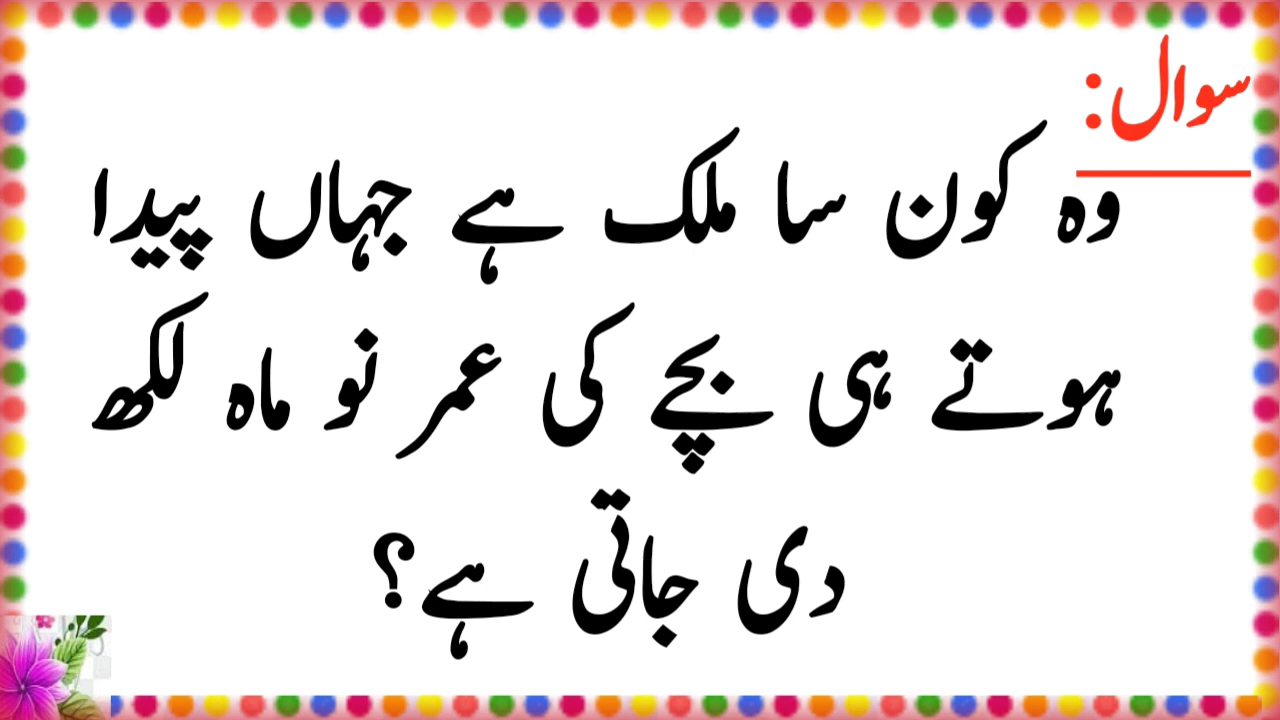 سوال:
وہ کون سا ملک ہے جہاں پیدا
ہوتے ہی بچے کی عمر نو ماہ لکھ
دی جاتی ہے؟